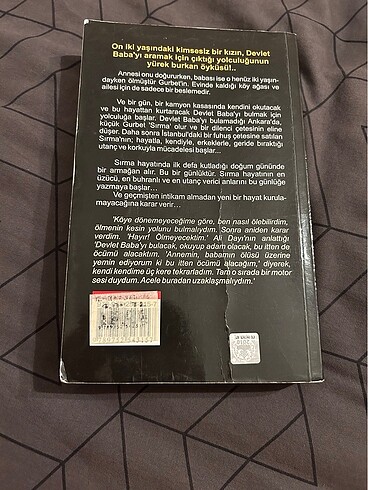 On iki yaşındaki kimsesiz bir kızın, Devlet
Baba'yı aramak için çıktığı yolculuğunun
yürek burkan öyküsü!..
Annesi onu doğururken, babası ise o henüz iki yaşın-
dayken ölmüştür Gurbet'in. Evinde kaldığı köy ağası ve
ailesi için de sadece bir beslemedir.
Ve bir gün, bir kamyon kasasında kendini okutacak
ve bu hayattan kurtaracak Devlet Baba'yı bulmak için
yolculuğa başlar. Devlet Baba'yı bulamadığı Ankara'da,
küçük Gurbet 'Sırma' olur ve bir dilenci çetesinin eline
düşer. Daha sonra İstanbul'daki bir fuhuş çetesine satılan
Sırma'nın; hayatla, kendiyle, erkeklerle, geride bıraktığı
utanç ve korkuyla mücadelesi başlar...
Sırma hayatında ilk defa kutladığı doğum gününde
bir armağan alır. Bu bir günlüktür. Sırma hayatının en
üzücü, en buhranlı ve en utanç verici anlarını bu günlüğe
yazmaya başlar...
Ve geçmişten intikam almadan yeni bir hayat kurula-
mayacağına karar verir...
'Köye dönemeyeceğime göre, ben nasıl ölebilirdim,
ölmenin kesin yolunu bulmalıydım. Sonra aniden karar
verdim. 'Hayır! Ölmeyecektim.' Ali Dayı'nın anlattığı
'Devlet Baba'yı bulacak, okuyup adam olacak, bu itten de
öcümü alacaktım. 'Annemin, babamın ölüsü üzerine
yemin ediyorum ki bu itten öcümü alacağım,' diyerek,
kendi kendime üç kere tekrarladım. Tam o sırada bir motor
sesi duydum. Acele buradan uzaklaşmalıydım.'